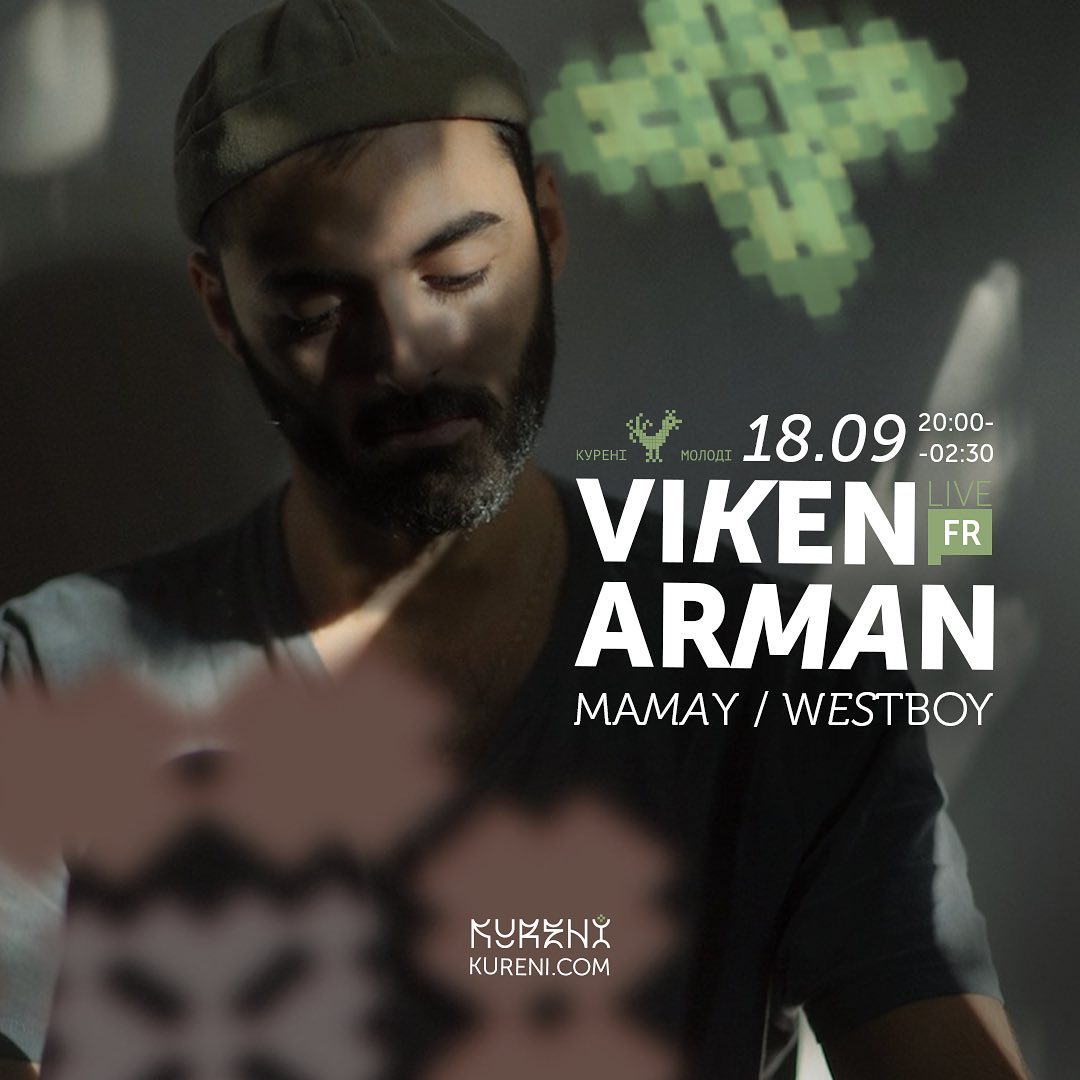 КУРЕНІ МОЛОДІ 18.09 20:00-
-02:30
VIKEN LIVE
FR
ARMAN
MAMAY / WESTBOY
KURENI
KURENI.COM